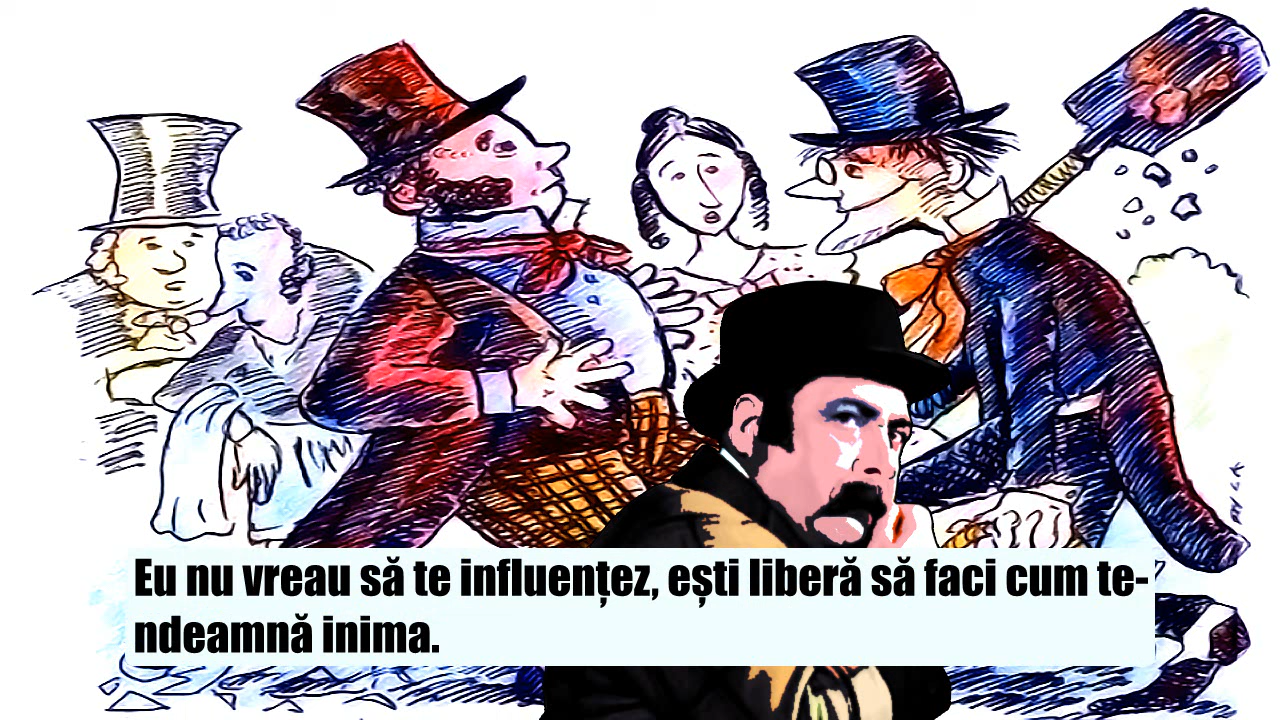 Eu nu vreau să te influențez, ești liberă să faci cum te-
ndeamnă inima.